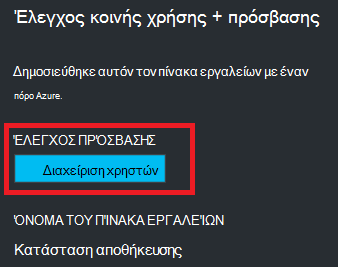 Έλεγχος κοινής χρήσης + πρόσβασης
Δημοσιεύθηκε αυτόν τον πίνακα εργαλείων με έναν
πόρο Azure.
ΈΛΕΓΧΟΣ ΠΡΌΣΒΑΣΗΣ
Διαχείριση χρηστών
ΌΝΟΜΑ ΤΟΥ ΠΊΝΑΚΑ ΕΡΓΑΛΕΊΩΝ
Κατάσταση αποθήκευσης